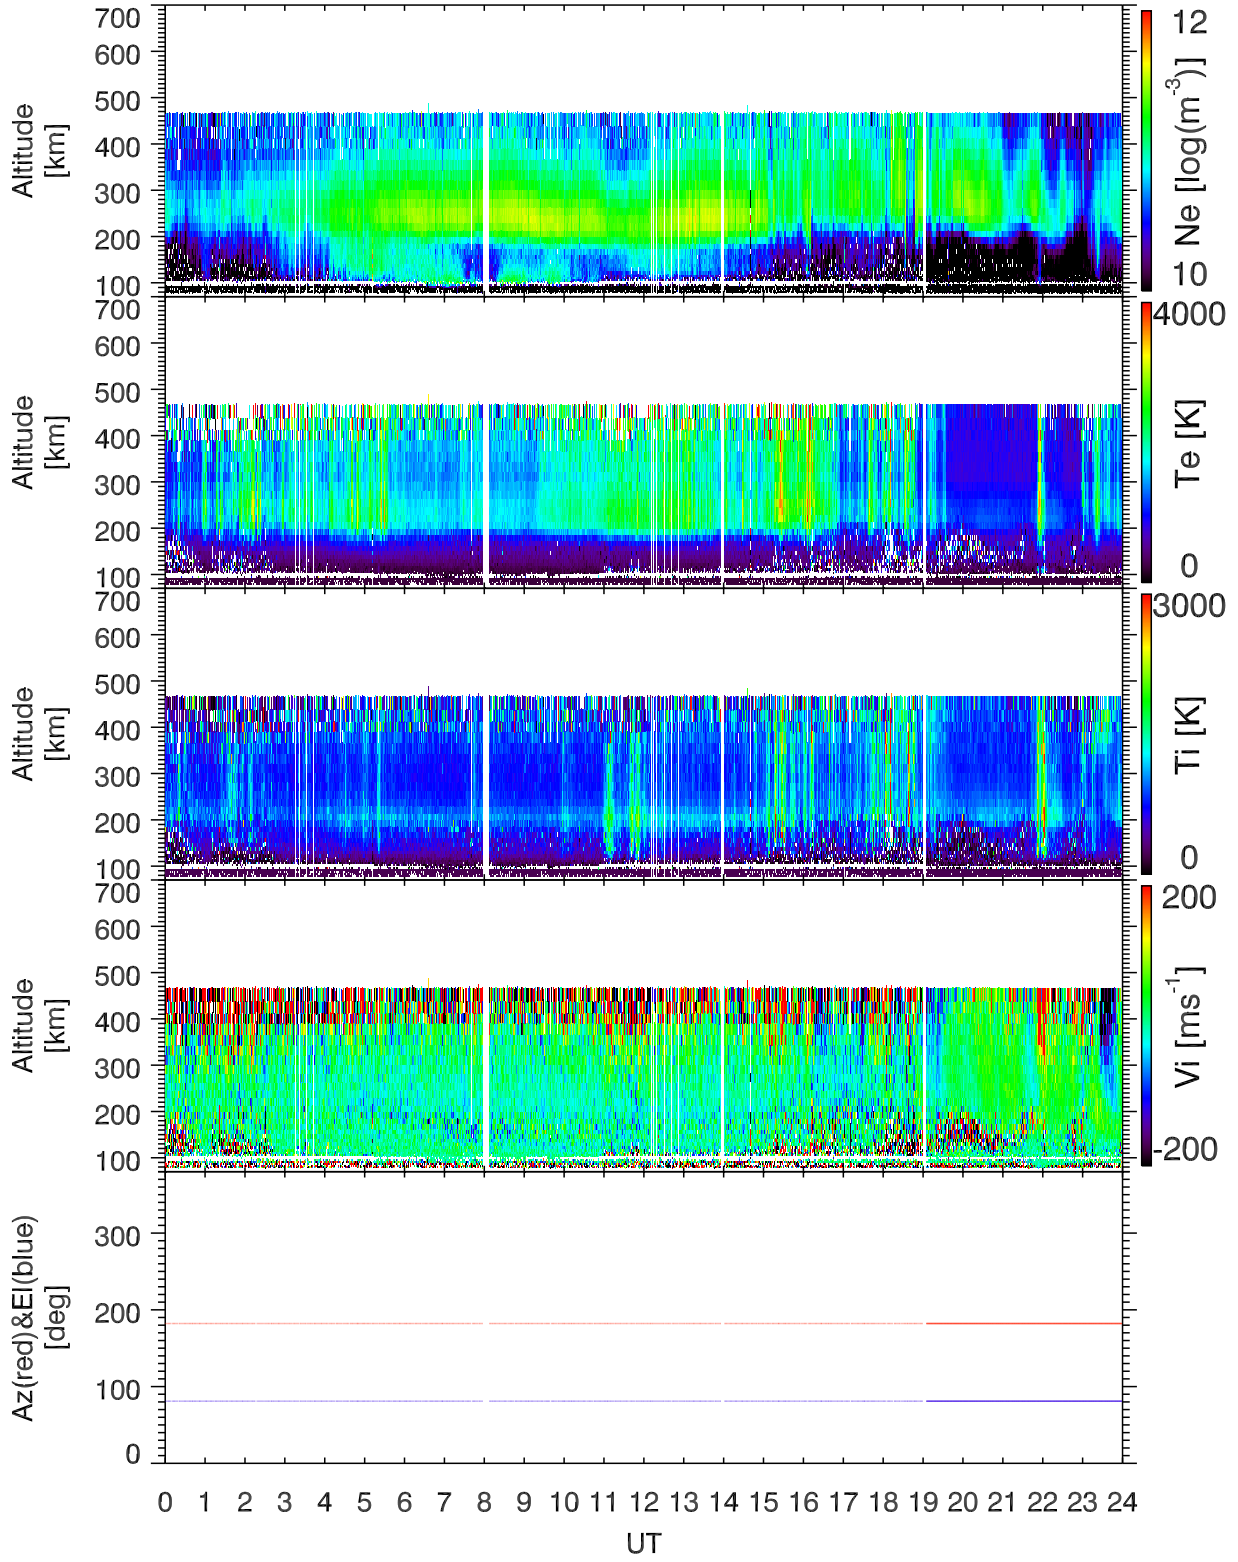 700
600
500
400
300
200
100
Altitude
[km]
12
Ne [log(m⁻³)]
10
700
600
500
400
300
200
100
Altitude
[km]
4000
Te [K]
0
700
600
500
400
300
200
100
Altitude
[km]
3000
Ti [K]
0
700
600
500
400
300
200
100
Altitude
[km]
200
Vi [ms⁻¹]
-200
300
200
100
0
Az(red)&El(blue)
[deg]
0 1 2 3 4 5 6 7 8 9 10 11 12 13 14 15 16 17 18 19 20 21 22 23 24
UT